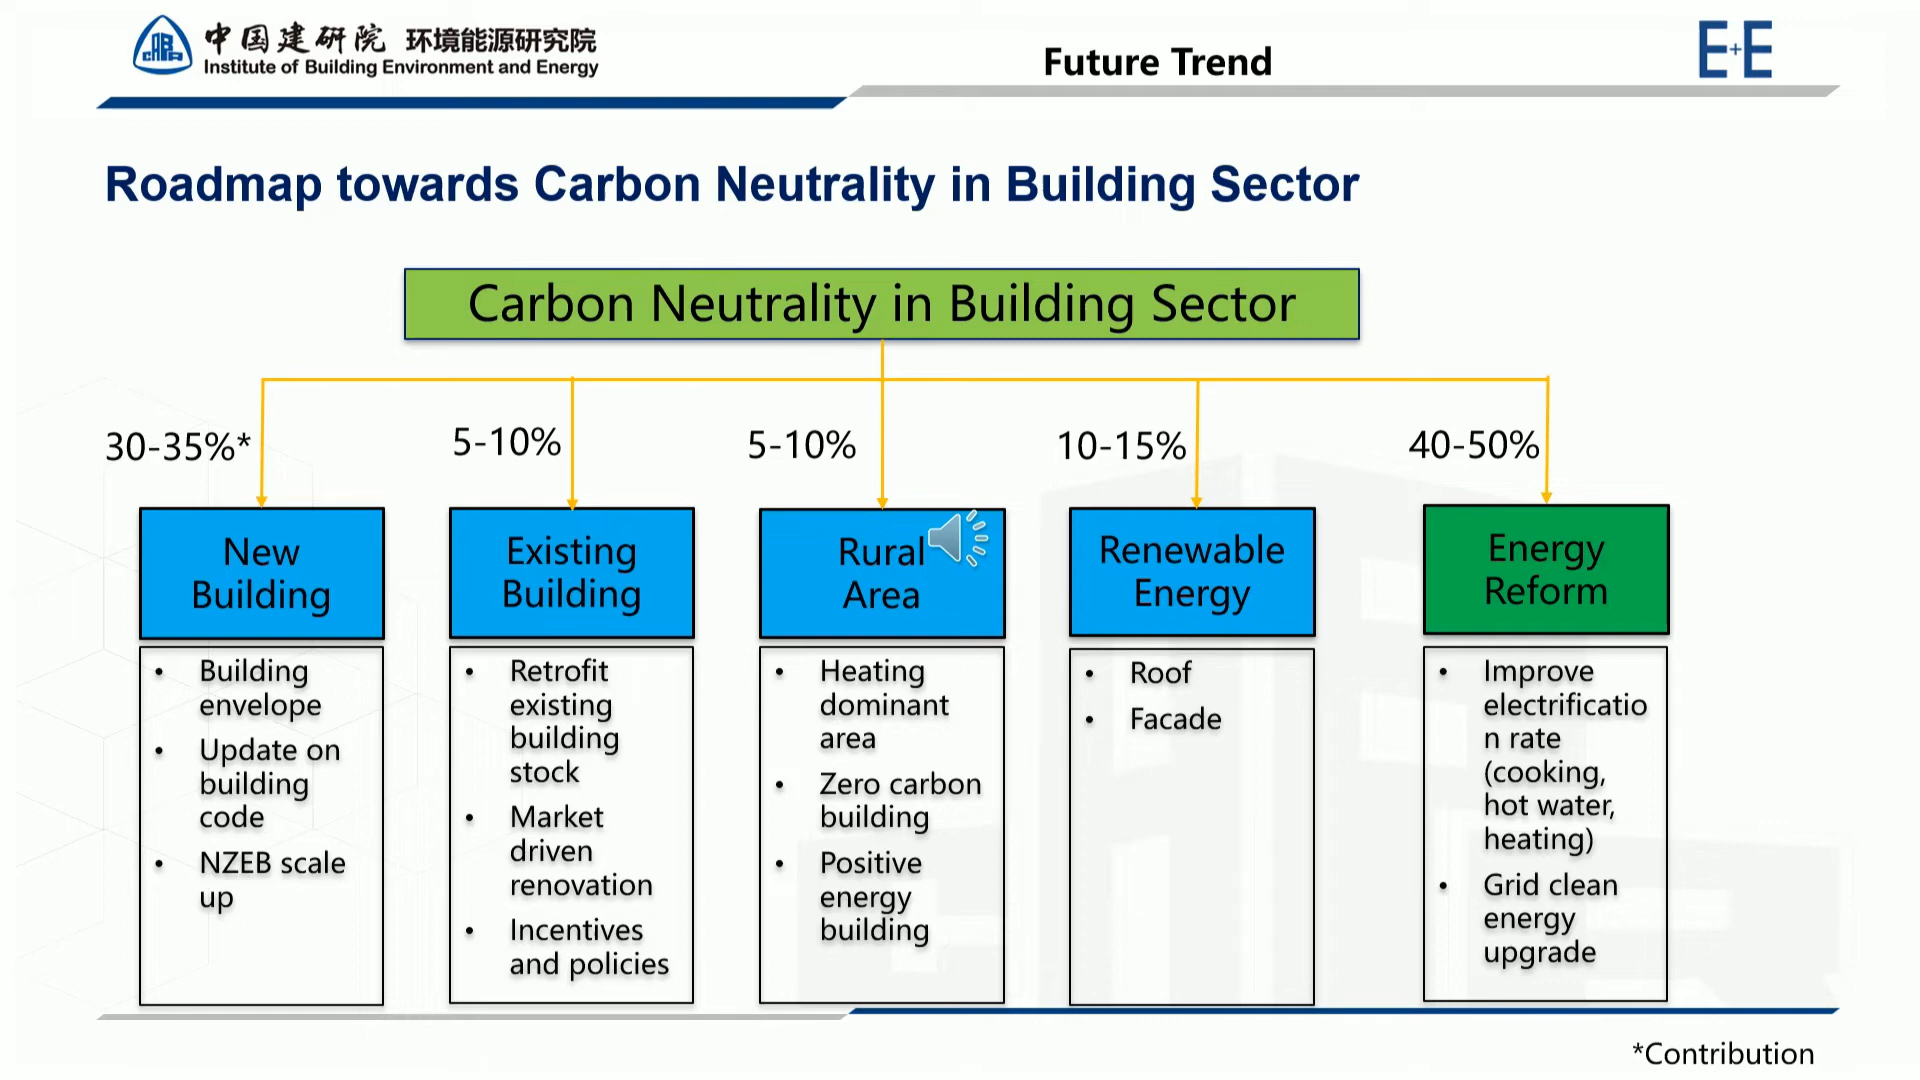 中国建研院 环境能源研究院
Institute of Building Environment and Energy
Future Trend
E+E
Roadmap towards Carbon Neutrality in Building Sector
Carbon Neutrality in Building Sector
30-35%*
5-10%
5-10%
10-15%
40-50%
New
Building
• Building
envelope
• Update on
building
code
• NZEB scale
up
Existing
Building
• Retrofit
existing
building
stock
• Market
driven
renovation
• Incentives
and policies
Rural
Area
• Heating
dominant
area
• Zero carbon
building
• Positive
energy
building
Renewable
Energy
• Roof
• Facade
Energy
Reform
• Improve
electrificatio
n rate
(cooking,
hot water,
heating)
• Grid clean
energy
upgrade
*Contribution